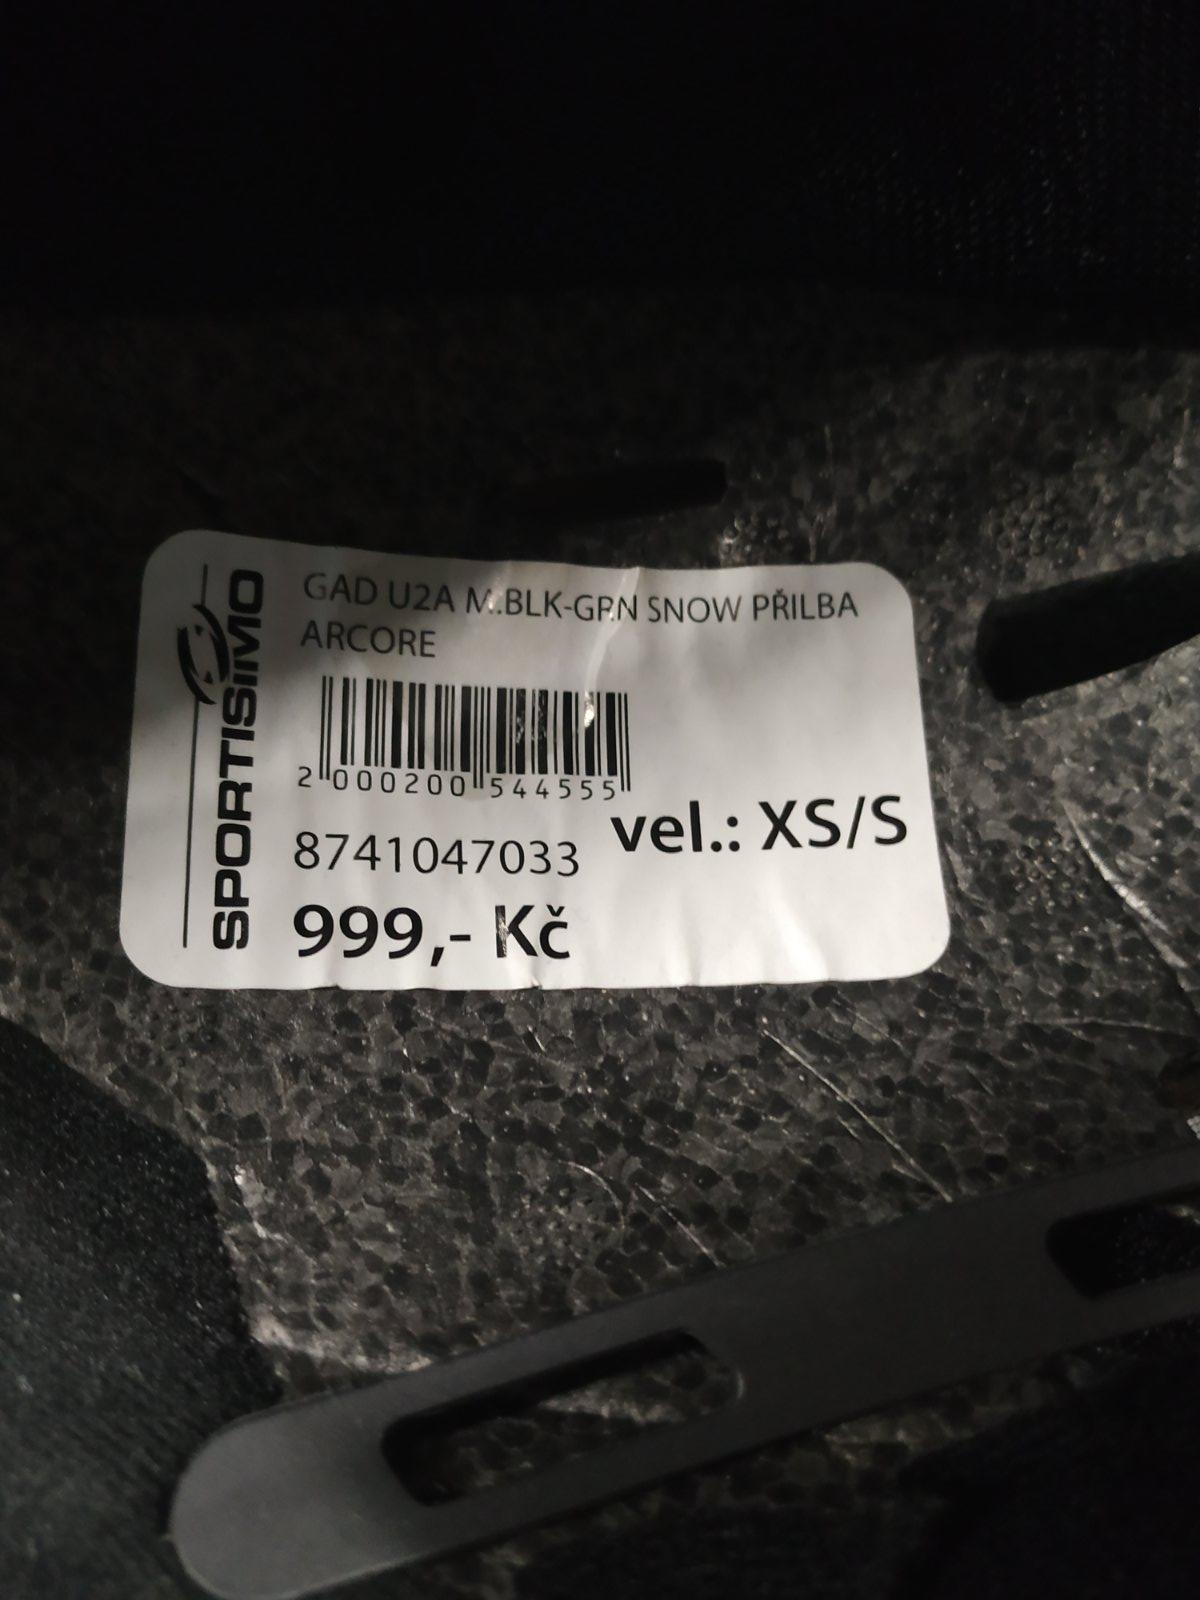 SPORTISIMO
GAD U2A M.BLK-GRN SNOW PŘILBA
ARCORE
2 000200 544555
8741047033
vel.: XS/S
999,- Kč